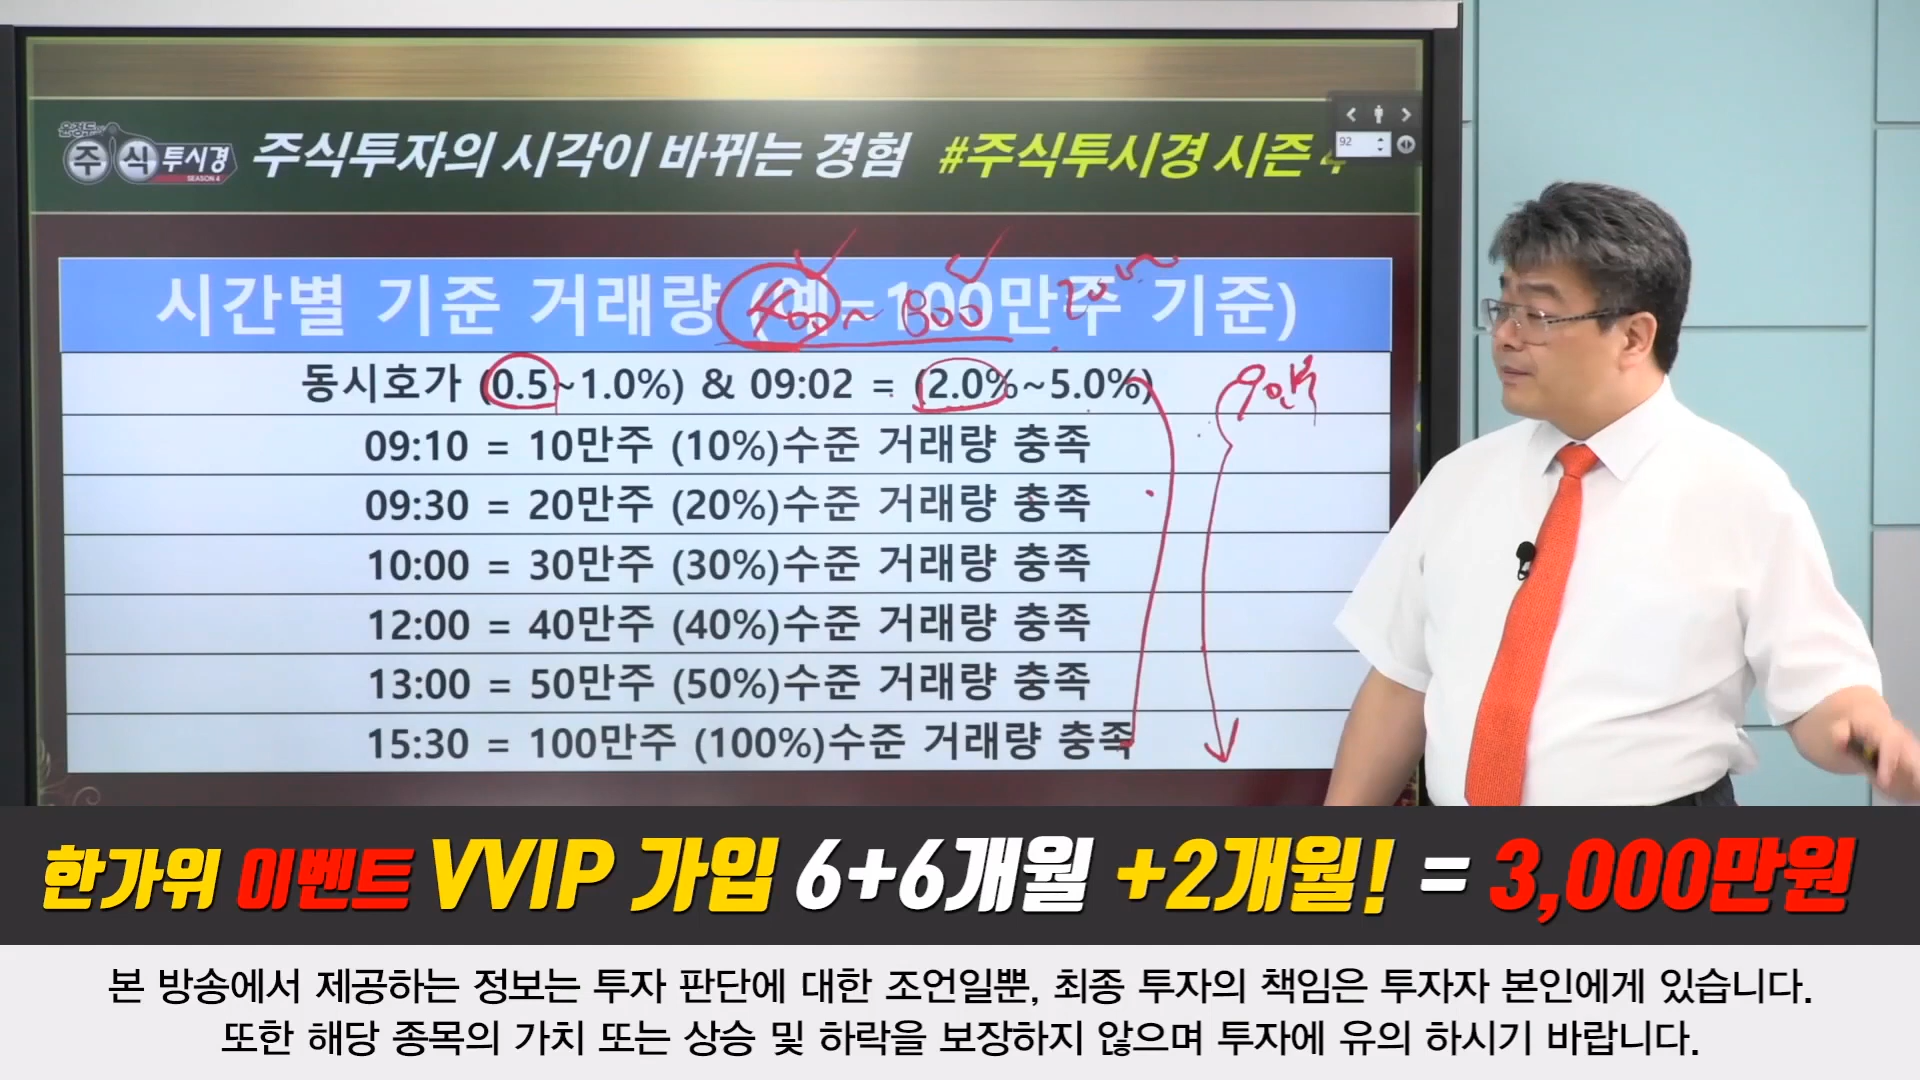 윤정두의
주식투시경
SEASON 4
주식투자의 시각이 바뀌는 경험 #주식투시경 시즌 4
92
시간별 기준 거래량 (예-100만주 기준)
400~800
동시호가 (0.5~1.0%) & 09:02 = (2.0%~5.0%)
09:10 = 10만주 (10%)수준 거래량 충족
09:30 = 20만주 (20%)수준 거래량 충족
10:00 = 30만주 (30%)수준 거래량 충족
12:00 = 40만주 (40%)수준 거래량 충족
13:00 = 50만주 (50%)수준 거래량 충족
15:30 = 100만주 (100%)수준 거래량 충족
한가위 이벤트 VVIP 가입 6+6개월 +2개월! = 3,000만원
본 방송에서 제공하는 정보는 투자 판단에 대한 조언일뿐, 최종 투자의 책임은 투자자 본인에게 있습니다.
또한 해당 종목의 가치 또는 상승 및 하락을 보장하지 않으며 투자에 유의 하시기 바랍니다.